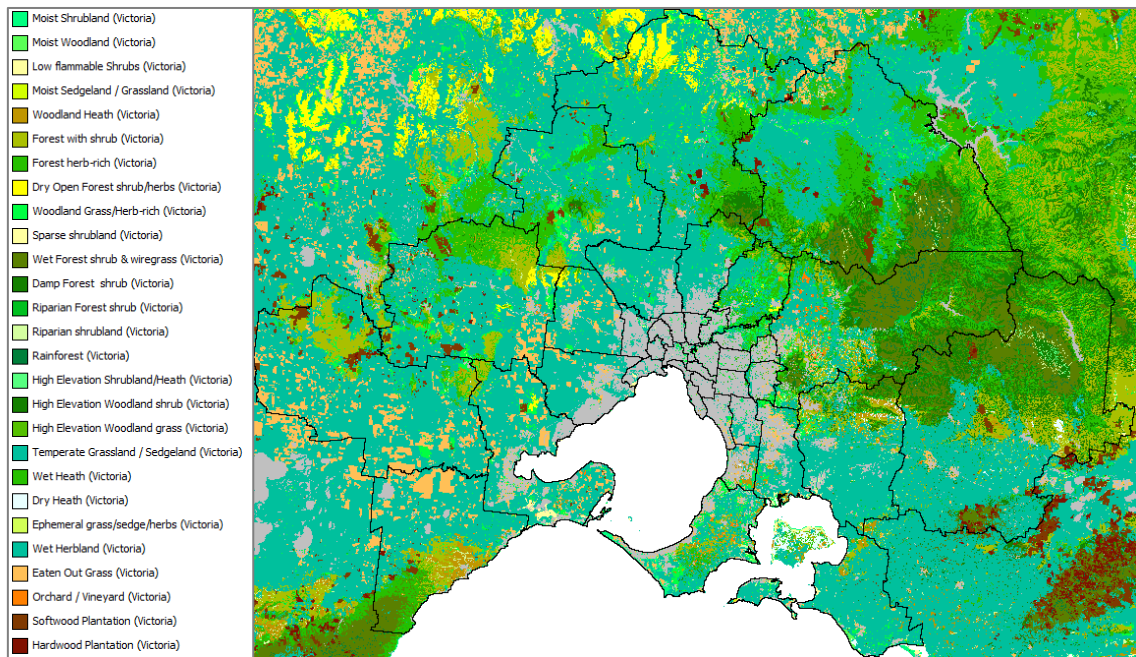 Moist Shrubland (Victoria)
Moist Woodland (Victoria)
Low flammable Shrubs (Victoria)
Moist Sedgeland / Grassland (Victoria)
Woodland Heath (Victoria)
Forest with shrub (Victoria)
Forest herb-rich (Victoria)
Dry Open Forest shrub/herbs (Victoria)
Woodland Grass/Herb-rich (Victoria)
Sparse shrubland (Victoria)
Wet Forest shrub & wiregrass (Victoria)
Damp Forest  shrub (Victoria)
Riparian Forest shrub (Victoria)
Riparian shrubland (Victoria)
Rainforest (Victoria)
High Elevation Shrubland/Heath (Victoria)
High Elevation Woodland shrub (Victoria)
High Elevation Woodland grass (Victoria)
Temperate Grassland / Sedgeland (Victoria)
Wet Heath (Victoria)
Dry Heath (Victoria)
Ephemeral grass/sedge/herbs (Victoria)
Wet Herbland (Victoria)
Eaten Out Grass (Victoria)
Orchard / Vineyard (Victoria)
Softwood Plantation (Victoria)
Hardwood Plantation (Victoria)